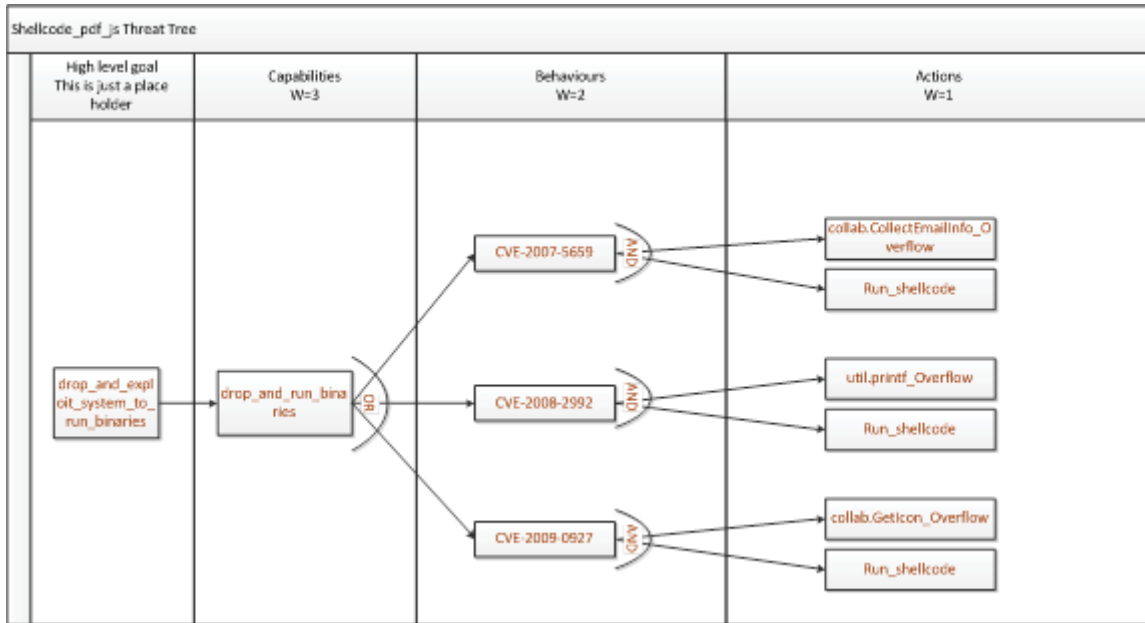 Shellcode_pdf_js Threat Tree
High level goal
This is just a place
holder
Capabilities
W=3
Behaviours
W=2
Actions
W=1
drop_and_expl
oit_system_to_
run_binaries
drop_and_run_bina
ries
OR
CVE-2007-5659
AND
collab.CollectEmailInfo_O
verflow
Run_shellcode
CVE-2008-2992
AND
util.printf_Overflow
Run_shellcode
CVE-2009-0927
AND
collab.GetIcon_Overflow
Run_shellcode